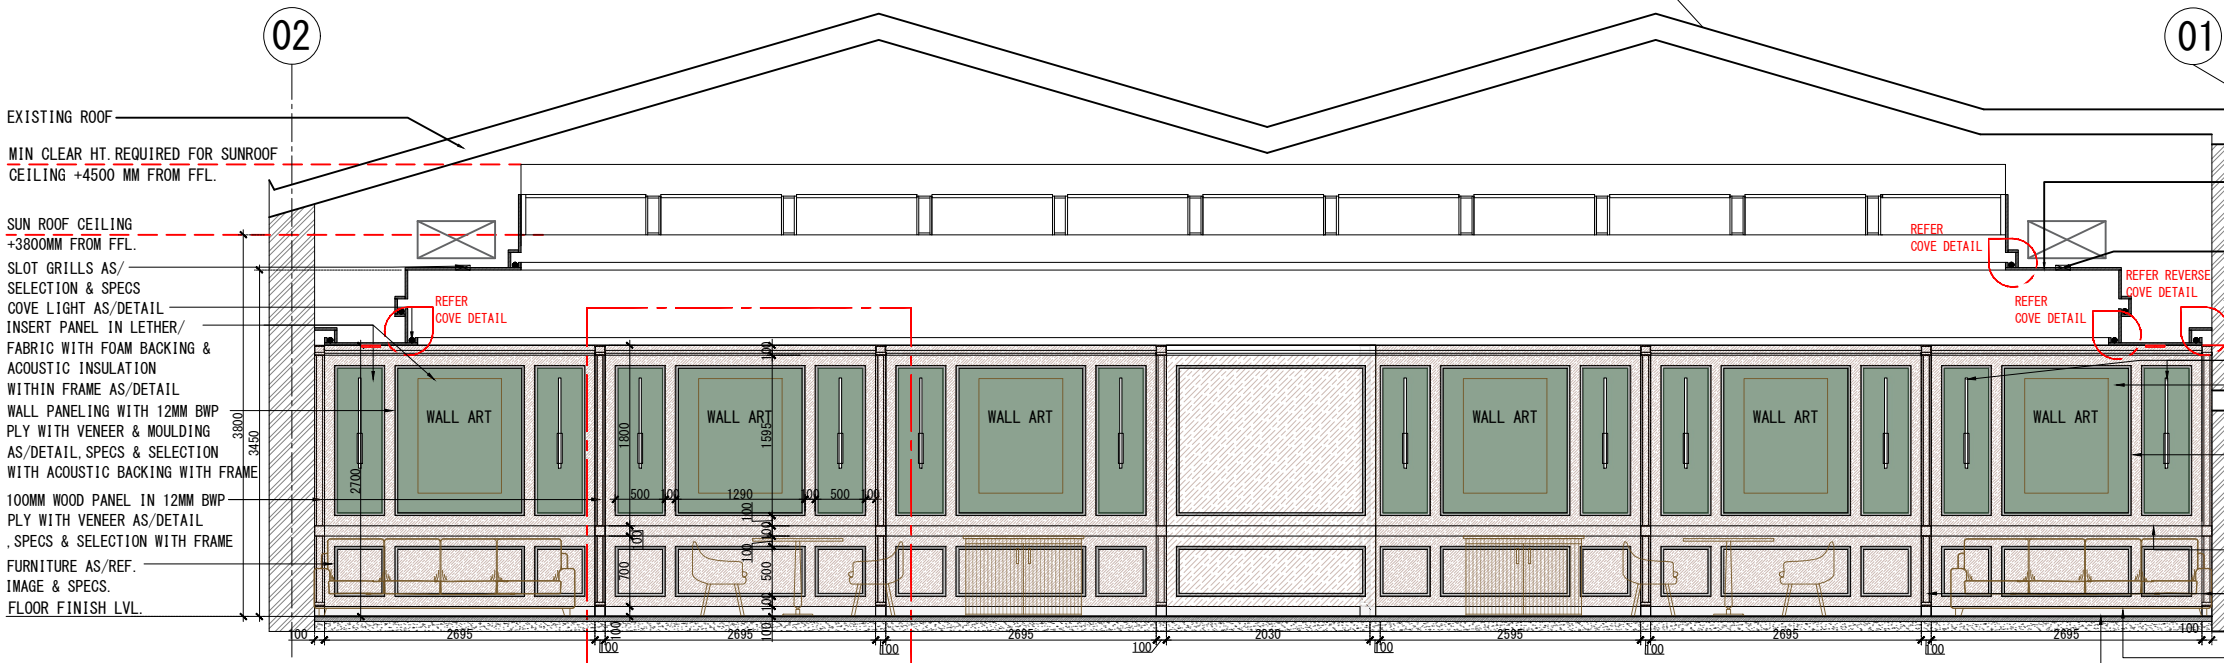 02
01
EXISTING ROOF
MIN CLEAR HT.REQUIRED FOR SUNROOF
CEILING +4500 MM FROM FFL.
SUN ROOF CEILING
+3800MM FROM FFL.
SLOT GRILLS AS/
SELECTION & SPECS
COVE LIGHT AS/DETAIL
INSERT PANEL IN LETHER/
FABRIC WITH FOAM BACKING &
ACOUSTIC INSULATION
WITHIN FRAME AS/DETAIL
WALL PANELING WITH 12MM BWP
PLY WITH VENEER & MOULDING
AS/DETAIL,SPECS & SELECTION
WITH ACOUSTIC BACKING WITH FRAME
100MM WOOD PANEL IN 12MM BWP
PLY WITH VENEER AS/DETAIL
,SPECS & SELECTION WITH FRAME
FURNITURE AS/REF.
IMAGE & SPECS.
FLOOR FINISH LVL.
3800
3450
2700
REFER
COVE DETAIL
REFER
COVE DETAIL
REFER
COVE DETAIL
REFER REVERSE
COVE DETAIL
WALL ART
WALL ART
WALL ART
WALL ART
WALL ART
WALL ART
100
1800
1595
500
100
1290
100
500
100
100
100
100
100
700
500
100
100
100
100
2695
100
2695
100
2695
100
2030
100
2595
100
2695
100
2695
100